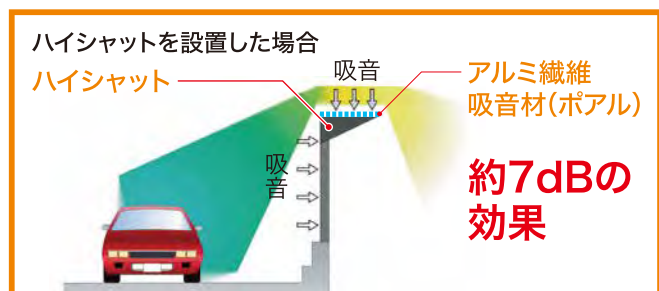 ハイシャットを設置した場合
ハイシャット
吸音
アルミ繊維
吸音材（ポアル）
吸音
約7dBの
効果